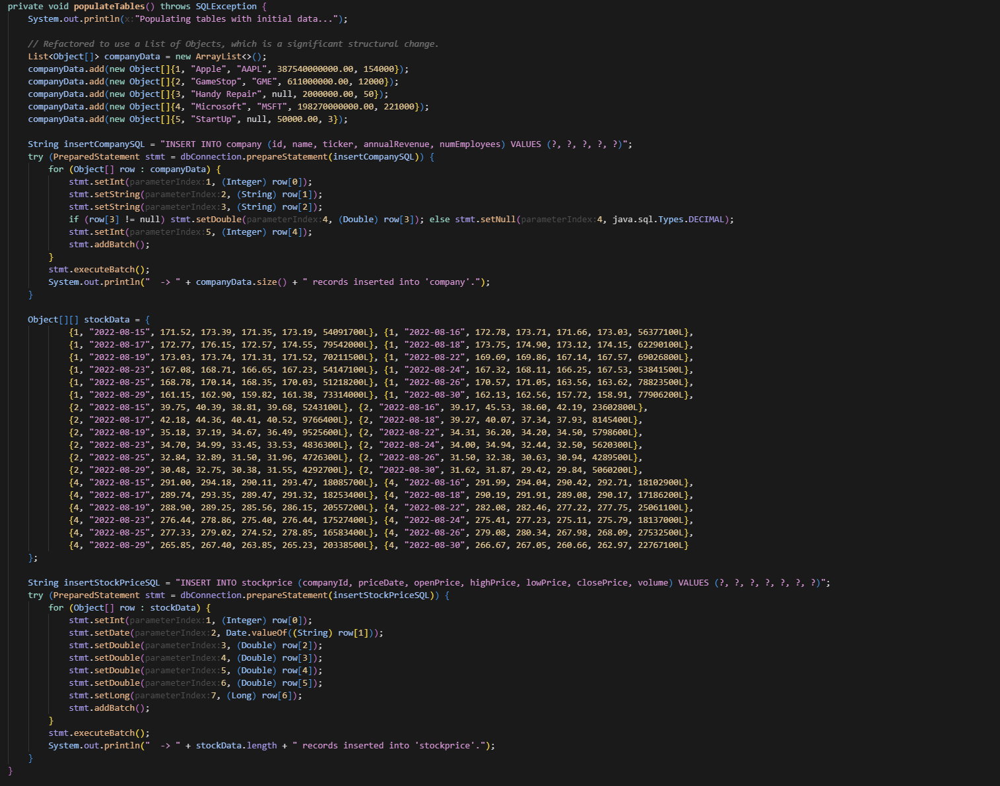 private void populateTables() throws SQLException {
    System.out.println(x:"Populating tables with initial data...");

    // Refactored to use a List of Objects, which is a significant structural change.
    List<Object[]> companyData = new ArrayList<>();
    companyData.add(new Object[]{1, "Apple", "AAPL", 387540000000.00, 154000});
    companyData.add(new Object[]{2, "GameStop", "GME", 611000000.00, 12000});
    companyData.add(new Object[]{3, "Handy Repair", null, 2000000.00, 50});
    companyData.add(new Object[]{4, "Microsoft", "MSFT", 198270000000.00, 221000});
    companyData.add(new Object[]{5, "StartUp", null, 50000.00, 3});

    String insertCompanySQL = "INSERT INTO company (id, name, ticker, annualRevenue, numEmployees) VALUES (?, ?, ?, ?, ?)";
    try (PreparedStatement stmt = dbConnection.prepareStatement(insertCompanySQL)) {
        for (Object[] row : companyData) {
            stmt.setInt(parameterIndex:1, (Integer) row[0]);
            stmt.setString(parameterIndex:2, (String) row[1]);
            stmt.setString(parameterIndex:3, (String) row[2]);
            if (row[3] != null) stmt.setDouble(parameterIndex:4, (Double) row[3]); else stmt.setNull(parameterIndex:4, java.sql.Types.DECIMAL);
            stmt.setInt(parameterIndex:5, (Integer) row[4]);
            stmt.addBatch();
        }
        stmt.executeBatch();
        System.out.println("  -> " + companyData.size() + " records inserted into 'company'.");
    }

    Object[][] stockData = {
            {1, "2022-08-15", 171.52, 173.39, 171.35, 173.19, 54091700L}, {1, "2022-08-16", 172.78, 173.71, 171.66, 173.03, 56377100L},
            {1, "2022-08-17", 172.77, 176.15, 172.57, 174.55, 79542000L}, {1, "2022-08-18", 173.75, 174.90, 173.12, 174.15, 62290100L},
            {1, "2022-08-19", 173.03, 173.74, 171.31, 171.52, 70211500L}, {1, "2022-08-22", 169.69, 169.86, 167.14, 167.57, 69026800L},
            {1, "2022-08-23", 167.08, 168.71, 166.65, 167.23, 54147100L}, {1, "2022-08-24", 167.32, 168.11, 166.25, 167.53, 53841500L},
            {1, "2022-08-25", 168.78, 170.14, 168.35, 170.03, 51218200L}, {1, "2022-08-26", 170.57, 171.05, 163.56, 163.62, 78823500L},
            {1, "2022-08-29", 161.15, 162.90, 159.82, 161.38, 73314000L}, {1, "2022-08-30", 162.13, 162.56, 157.72, 158.91, 77906200L},
            {2, "2022-08-15", 39.75, 40.39, 38.81, 39.68, 5243100L}, {2, "2022-08-16", 39.17, 45.53, 38.60, 42.19, 23602800L},
            {2, "2022-08-17", 42.18, 44.36, 40.41, 40.52, 9766400L}, {2, "2022-08-18", 39.27, 40.07, 37.34, 37.93, 8145400L},
            {2, "2022-08-19", 35.18, 37.19, 34.67, 36.49, 9525600L}, {2, "2022-08-22", 34.31, 36.20, 34.20, 34.50, 5798600L},
            {2, "2022-08-23", 34.70, 34.99, 33.45, 33.53, 4836300L}, {2, "2022-08-24", 34.00, 34.94, 32.44, 32.50, 5620300L},
            {2, "2022-08-25", 32.84, 32.89, 31.50, 31.96, 4726300L}, {2, "2022-08-26", 31.50, 32.38, 30.63, 30.94, 4289500L},
            {2, "2022-08-29", 30.48, 32.75, 30.38, 31.55, 4292700L}, {2, "2022-08-30", 31.62, 31.87, 29.42, 29.84, 5060200L},
            {4, "2022-08-15", 291.00, 294.18, 290.11, 293.47, 18085700L}, {4, "2022-08-16", 291.99, 294.04, 290.42, 292.71, 18102900L},
            {4, "2022-08-17", 289.74, 293.35, 289.47, 291.32, 18253400L}, {4, "2022-08-18", 290.19, 291.91, 289.08, 290.17, 17186200L},
            {4, "2022-08-19", 288.90, 289.25, 285.56, 286.15, 20557200L}, {4, "2022-08-22", 282.08, 282.46, 277.22, 277.75, 25061100L},
            {4, "2022-08-23", 276.44, 278.86, 275.40, 276.44, 17527400L}, {4, "2022-08-24", 275.41, 277.23, 275.11, 275.79, 18137000L},
            {4, "2022-08-25", 277.33, 279.02, 274.52, 278.85, 16583400L}, {4, "2022-08-26", 279.08, 280.34, 267.98, 268.09, 27532500L},
            {4, "2022-08-29", 265.85, 267.40, 263.85, 265.23, 20338500L}, {4, "2022-08-30", 266.67, 267.05, 260.66, 262.97, 22767100L}
    };

    String insertStockPriceSQL = "INSERT INTO stockprice (companyId, priceDate, openPrice, highPrice, lowPrice, closePrice, volume) VALUES (?, ?, ?, ?, ?, ?, ?)";
    try (PreparedStatement stmt = dbConnection.prepareStatement(insertStockPriceSQL)) {
        for (Object[] row : stockData) {
            stmt.setInt(parameterIndex:1, (Integer) row[0]);
            stmt.setDate(parameterIndex:2, Date.valueOf((String) row[1]));
            stmt.setDouble(parameterIndex:3, (Double) row[2]);
            stmt.setDouble(parameterIndex:4, (Double) row[3]);
            stmt.setDouble(parameterIndex:5, (Double) row[4]);
            stmt.setDouble(parameterIndex:6, (Double) row[5]);
            stmt.setLong(parameterIndex:7, (Long) row[6]);
            stmt.addBatch();
        }
        stmt.executeBatch();
        System.out.println("  -> " + stockData.length + " records inserted into 'stockprice'.");
    }
}